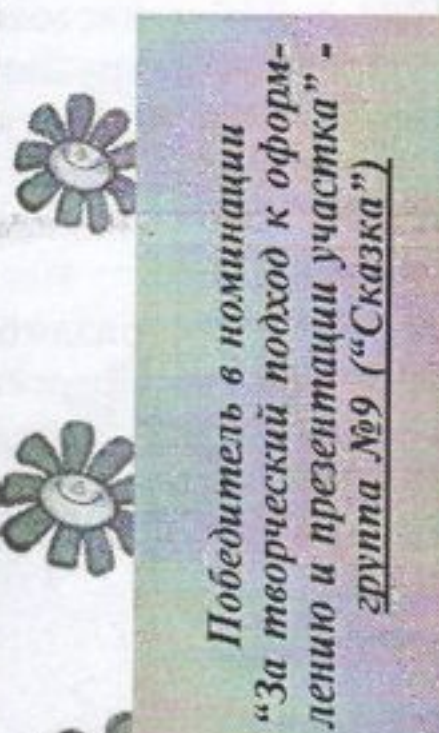 Победитель в номинации
“За творческий подход к оформ-
лению и презентации участка” -
группа №9 (“Сказка”)